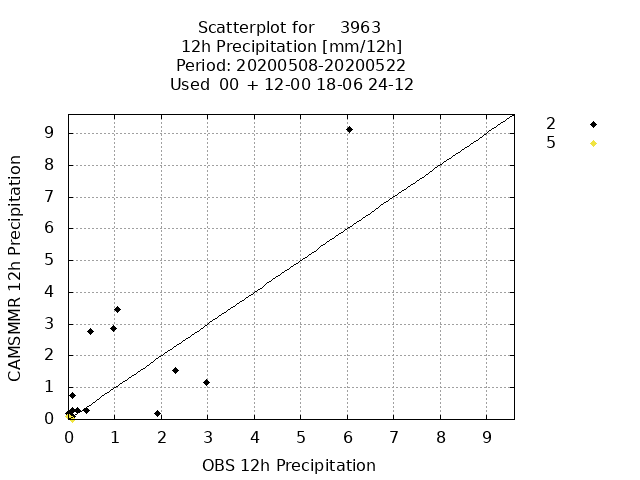 Scatterplot for 3963
12h Precipitation [mm/12h]
Period: 20200508-20200522
Used 00 + 12-00 18-06 24-12
2
5
CAMSMMR 12h Precipitation
9
8
7
6
5
4
3
2
1
0
0 1 2 3 4 5 6 7 8 9
OBS 12h Precipitation